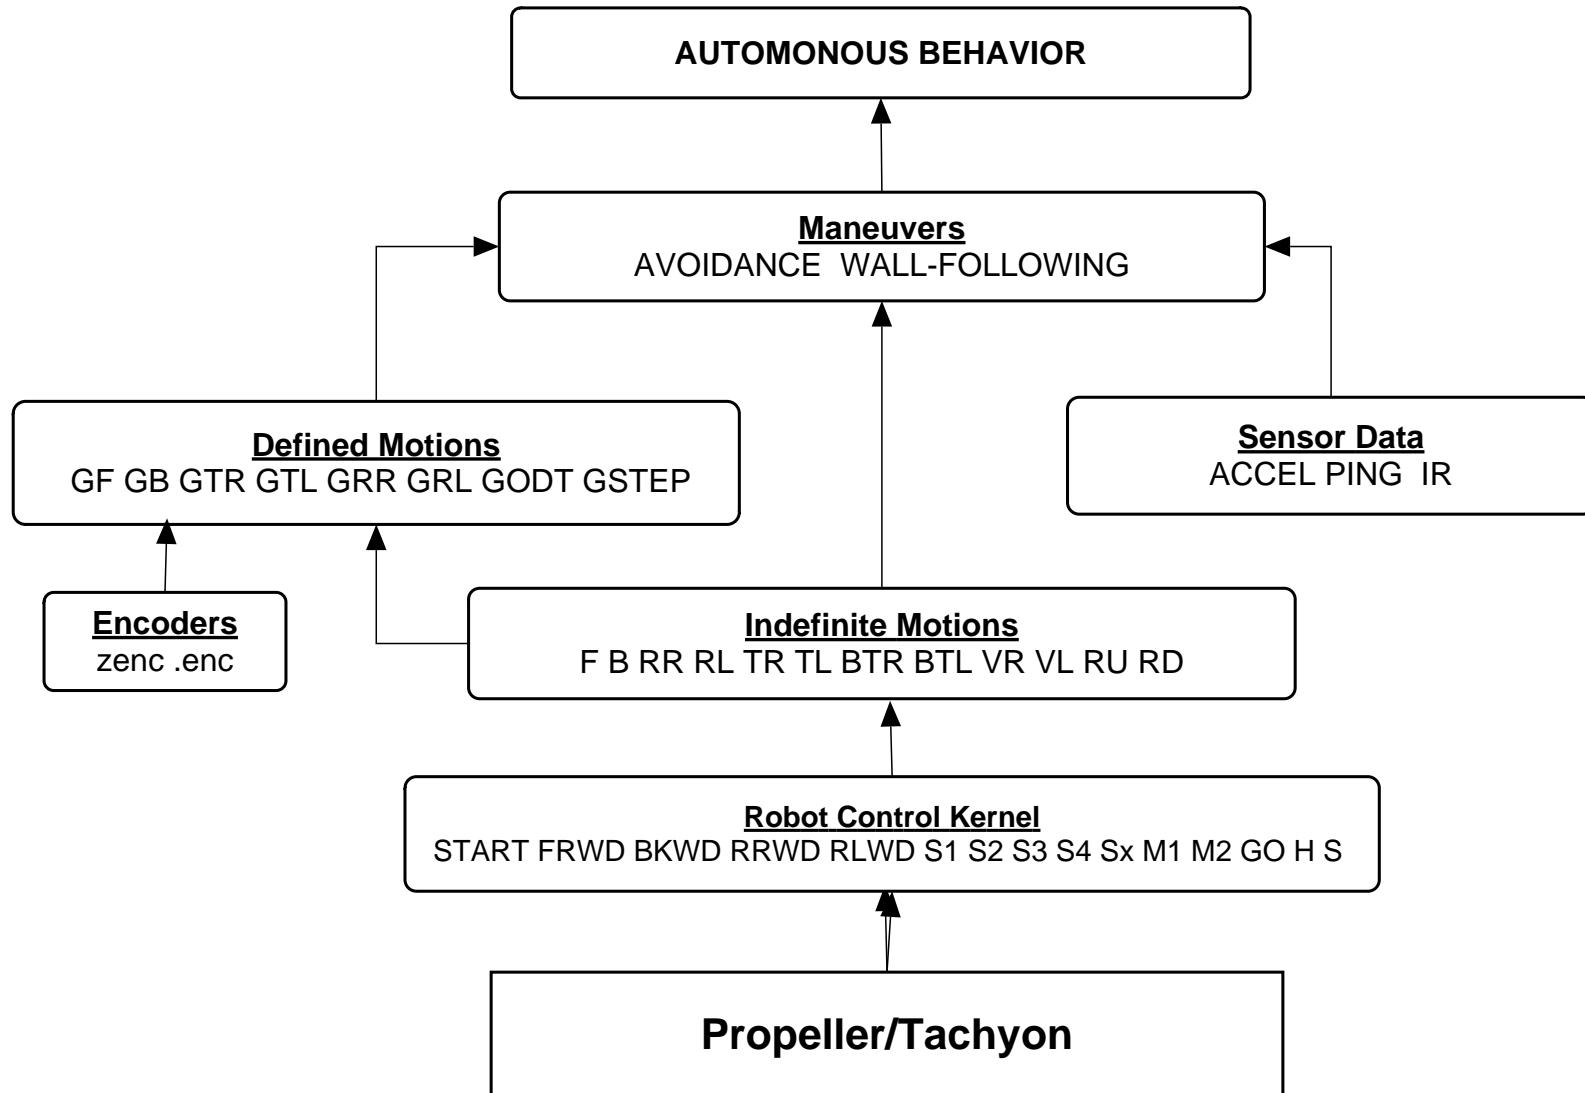 AUTOMONOUS BEHAVIOR
Maneuvers
AVOIDANCE WALL-FOLLOWING
Defined Motions
GF GB GTR GTL GRR GRL GODT GSTEP
Sensor Data
ACCEL PING IR
Encoders
zenc .enc
Indefinite Motions
F B RR RL TR TL BTR BTL VR VL RU RD
Robot Control Kernel
START FRWD BKWD RRWD RLWD S1 S2 S3 S4 Sx M1 M2 GO H S
Propeller/Tachyon